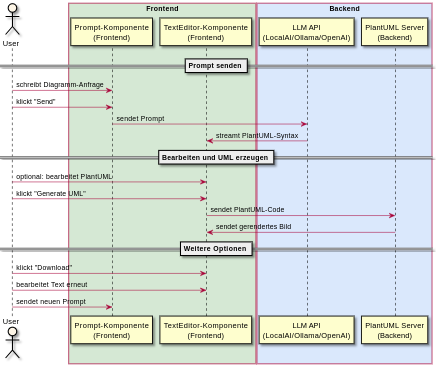 Frontend
Backend
User
Prompt-Komponente
(Frontend)
TextEditor-Komponente
(Frontend)
LLM API
(LocalAI/Ollama/OpenAI)
PlantUML Server
(Backend)
Prompt senden
schreibt Diagramm-Anfrage
klickt "Send"
sendet Prompt
streamt PlantUML-Syntax
Bearbeiten und UML erzeugen
optional: bearbeitet PlantUML
klickt "Generate UML"
sendet PlantUML-Code
sendet gerendertes Bild
Weitere Optionen
klickt "Download"
bearbeitet Text erneut
sendet neuen Prompt
User
Prompt-Komponente
(Frontend)
TextEditor-Komponente
(Frontend)
LLM API
(LocalAI/Ollama/OpenAI)
PlantUML Server
(Backend)